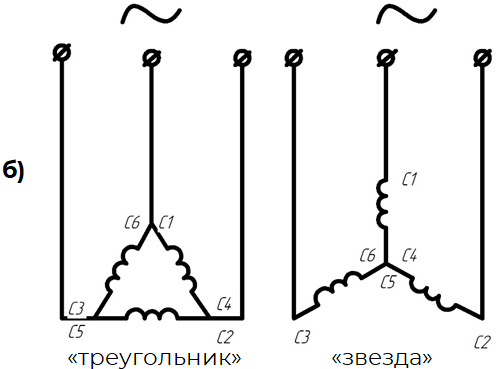 б)
С6 С1
С3 С4
С5 С2
«треугольник»
С1
С6 С4
С5
С3 С2
«звезда»